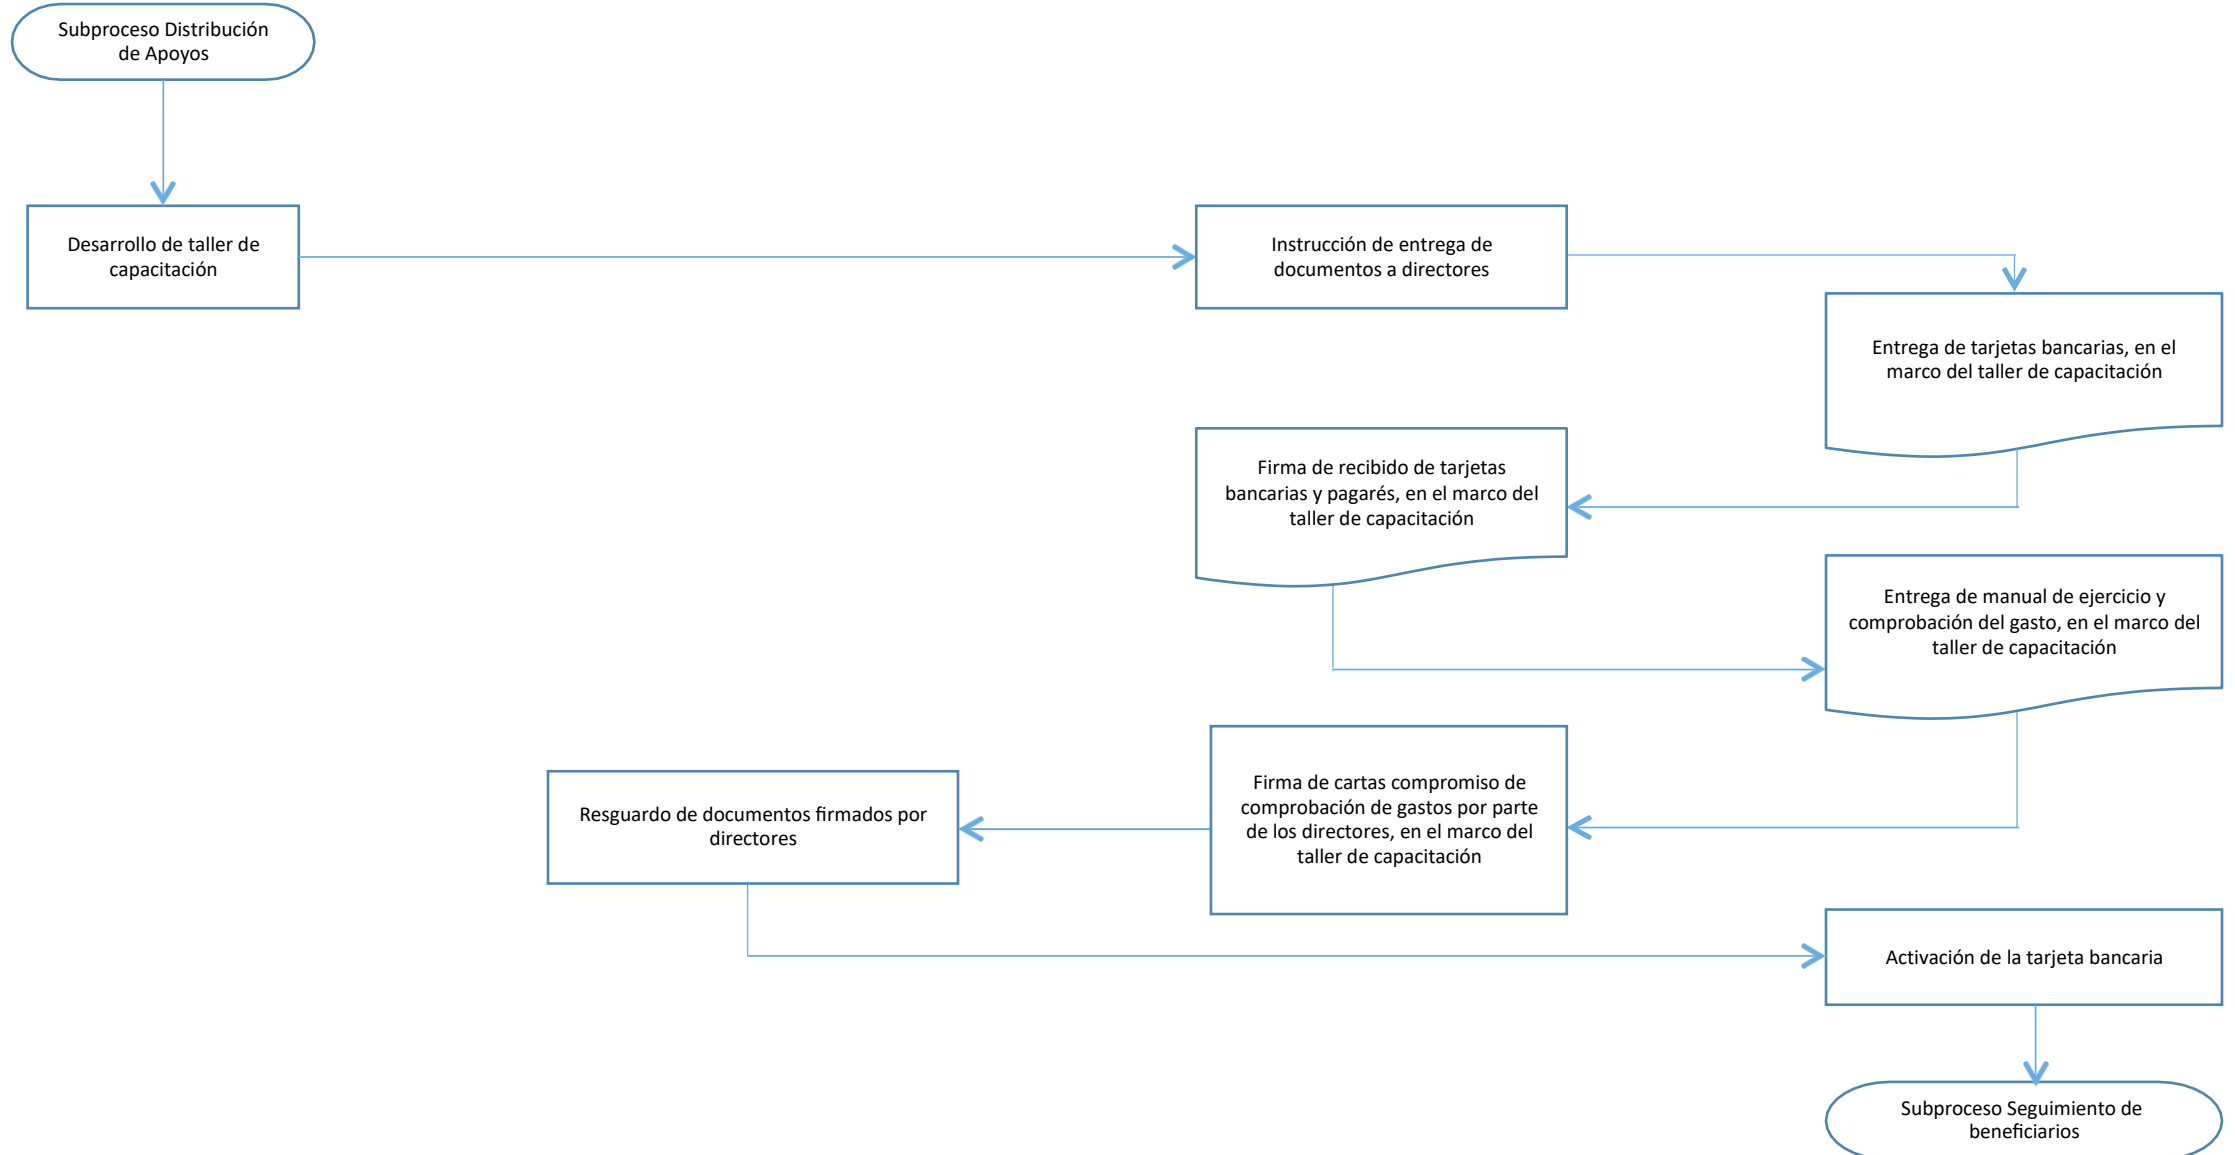 Subproceso Distribución
de Apoyos
Desarrollo de taller de
capacitación
Instrucción de entrega de
documentos a directores
Entrega de tarjetas bancarias, en el
marco del taller de capacitación
Firma de recibido de tarjetas
bancarias y pagarés, en el marco del
taller de capacitación
Entrega de manual de ejercicio y
comprobación del gasto, en el marco del
taller de capacitación
Firma de cartas compromiso de
comprobación de gastos por parte
de los directores, en el marco del
taller de capacitación
Resguardo de documentos firmados por
directores
Activación de la tarjeta bancaria
Subproceso Seguimiento de
beneficiarios